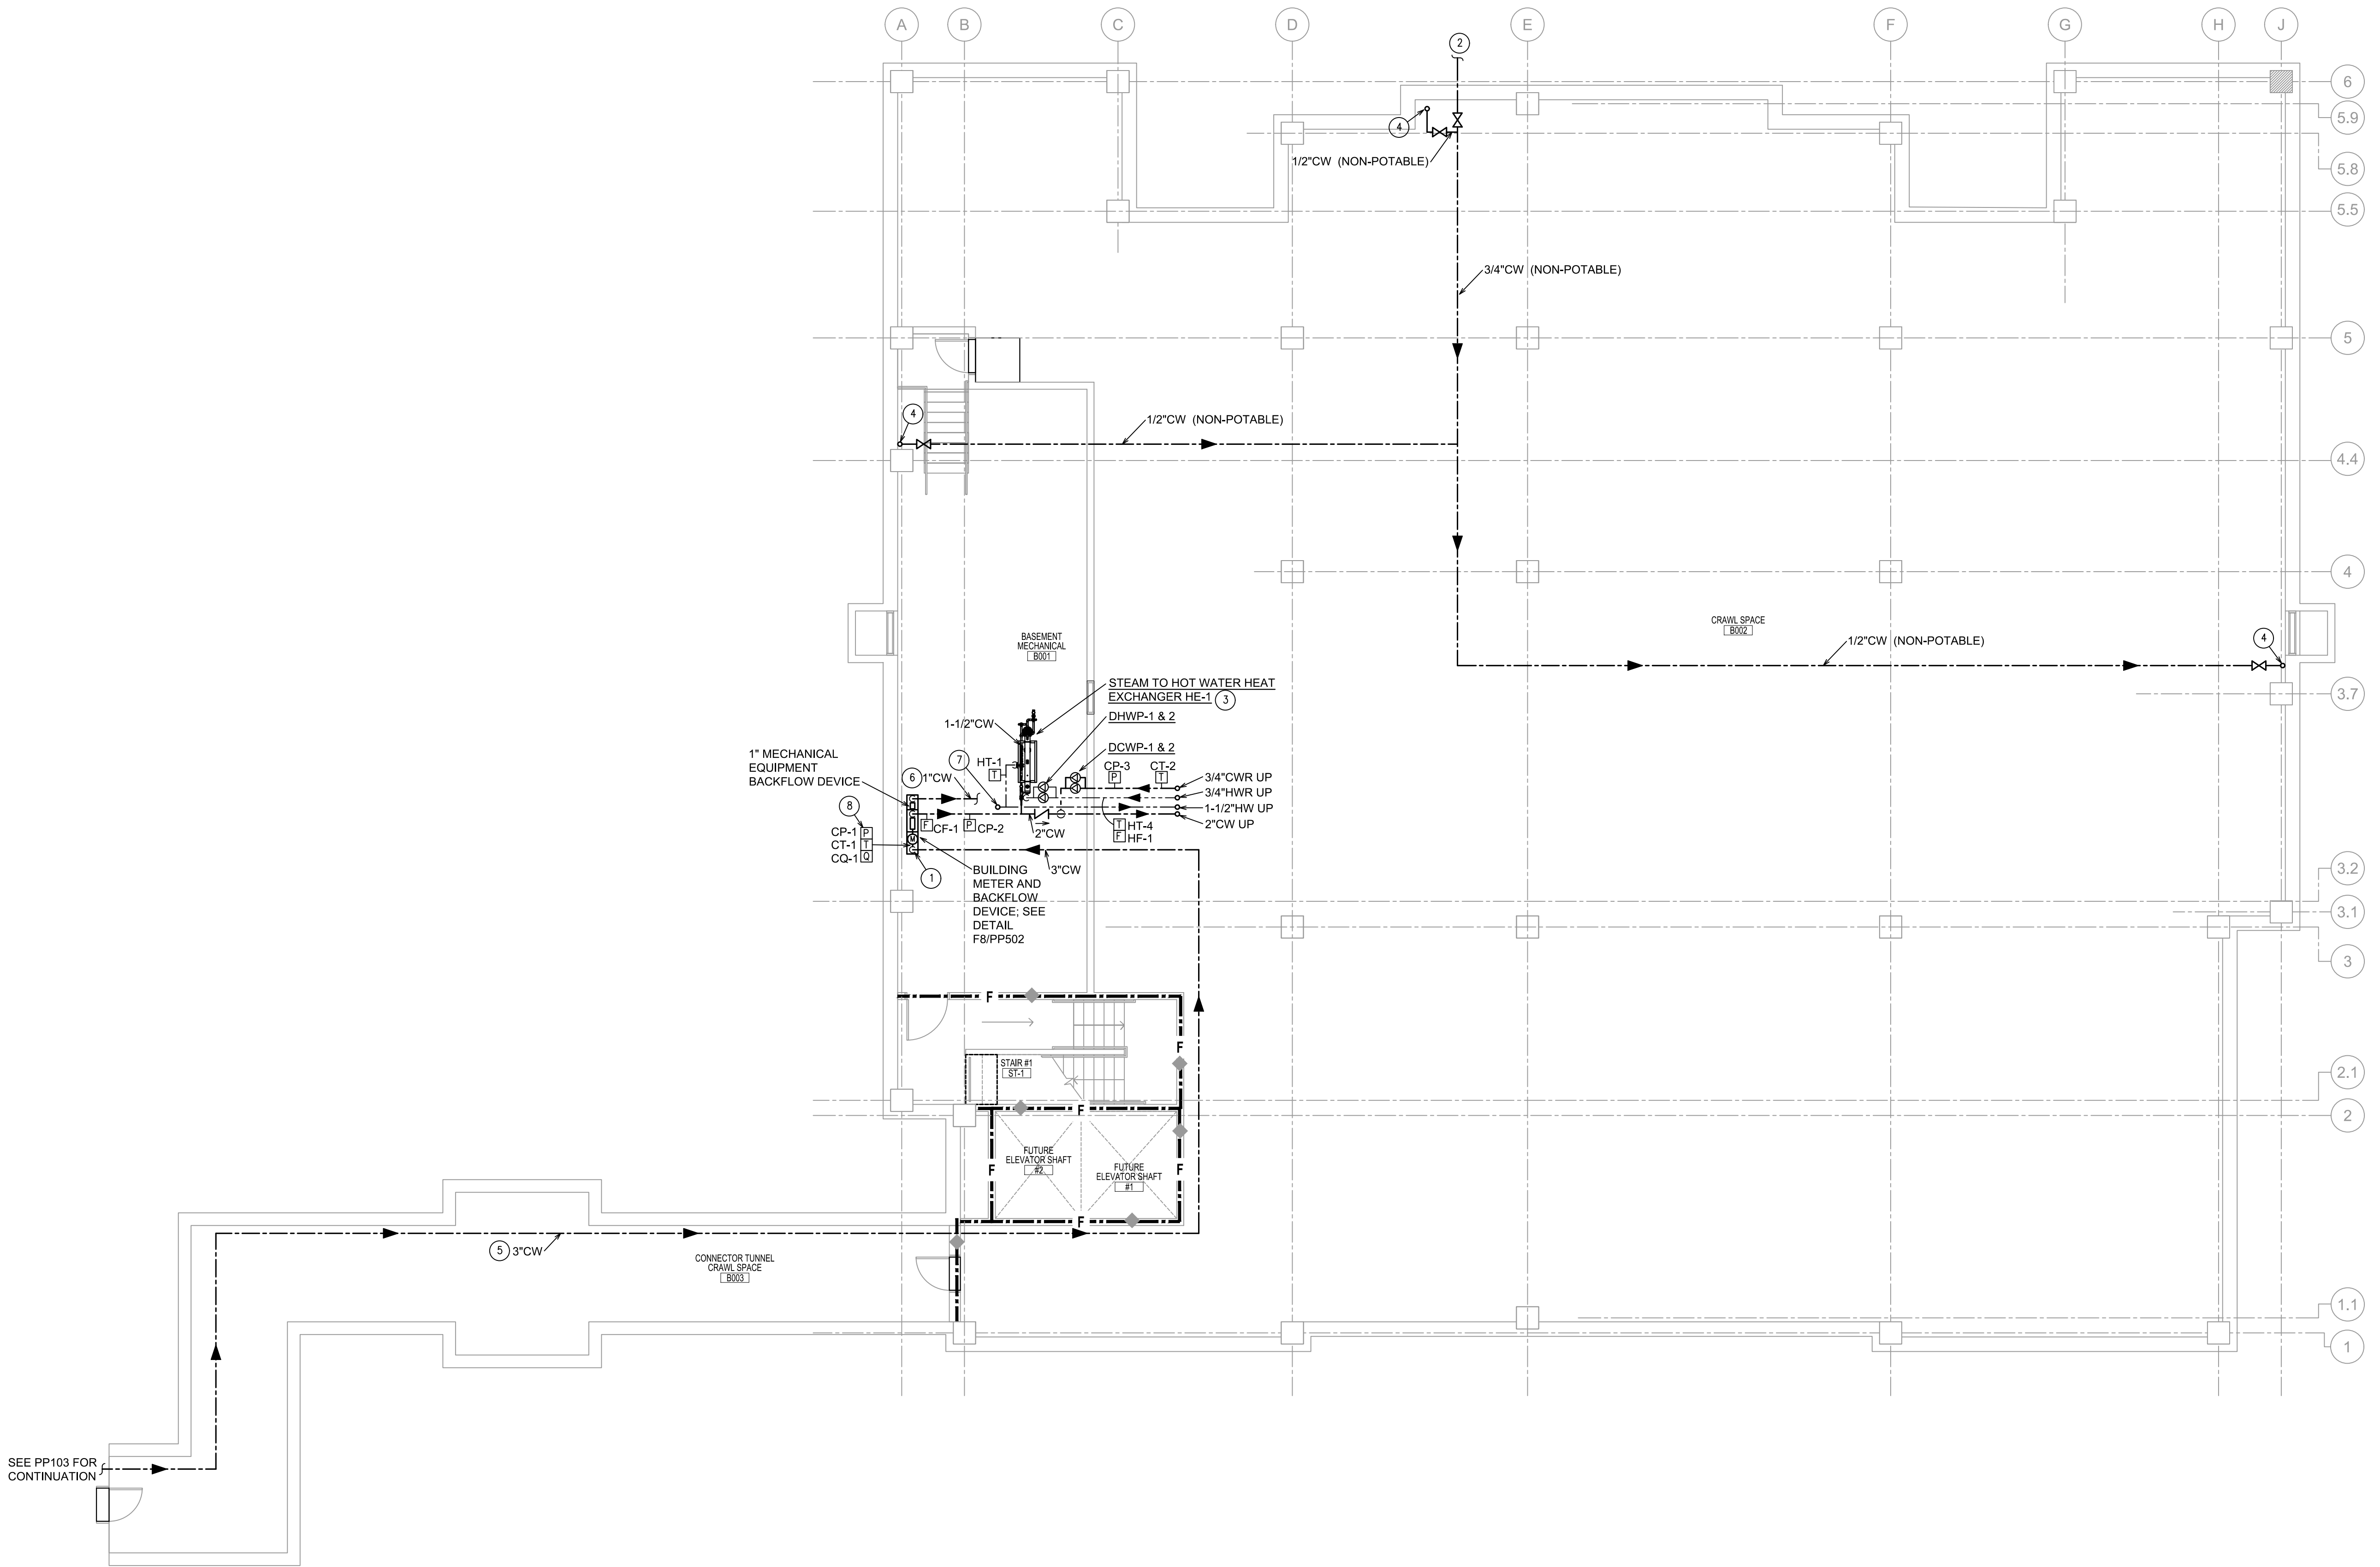 A B C D E F G H J
2
6
5.9
4
1/2"CW (NON-POTABLE)
5.8
5.5
3/4"CW (NON-POTABLE)
5
4
1/2"CW (NON-POTABLE)
4.4
4
CRAWL SPACE
B002
BASEMENT
MECHANICAL
B001
1/2"CW (NON-POTABLE)
4
STEAM TO HOT WATER HEAT
EXCHANGER HE-1 3
3.7
1-1/2"CW
DHWP-1 & 2
1" MECHANICAL
EQUIPMENT
BACKFLOW DEVICE
DCWP-1 & 2
7
HT-1
T
CP-3
P
CT-2
T
6 1"CW
3/4"CWR UP
3/4"HWR UP
1-1/2"HW UP
2"CW UP
8
CP-1 P
CT-1 T
CQ-1 Q
M
F CF-1
P CP-2
2"CW
T HT-4
F HF-1
1
3"CW
BUILDING
METER AND
BACKFLOW
DEVICE; SEE
DETAIL
F8/PP502
3.2
3.1
3
F
F
STAIR #1
ST-1
2.1
F
2
FUTURE
ELEVATOR SHAFT
#2
FUTURE
ELEVATOR SHAFT
#1
F
F
F
5 3"CW
CONNECTOR TUNNEL
CRAWL SPACE
B003
1.1
1
SEE PP103 FOR
CONTINUATION